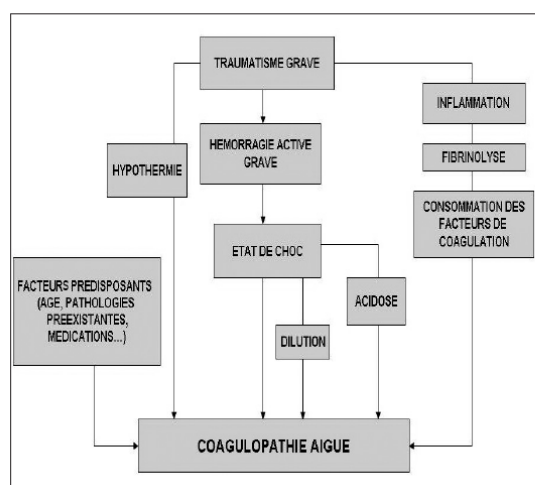 TRAUMATISME GRAVE
INFLAMMATION
HEMORRAGIE ACTIVE
GRAVE
HYPOTHERMIE
FIBRINOLYSE
CONSOMMATION DES
FACTEURS DE
COAGULATION
ETAT DE CHOC
FACTEURS PREDISPOSANTS
(AGE, PATHOLOGIES
PREEXISTANTES,
MEDICATIONS...)
ACIDOSE
DILUTION
COAGULOPATHIE AIGUE